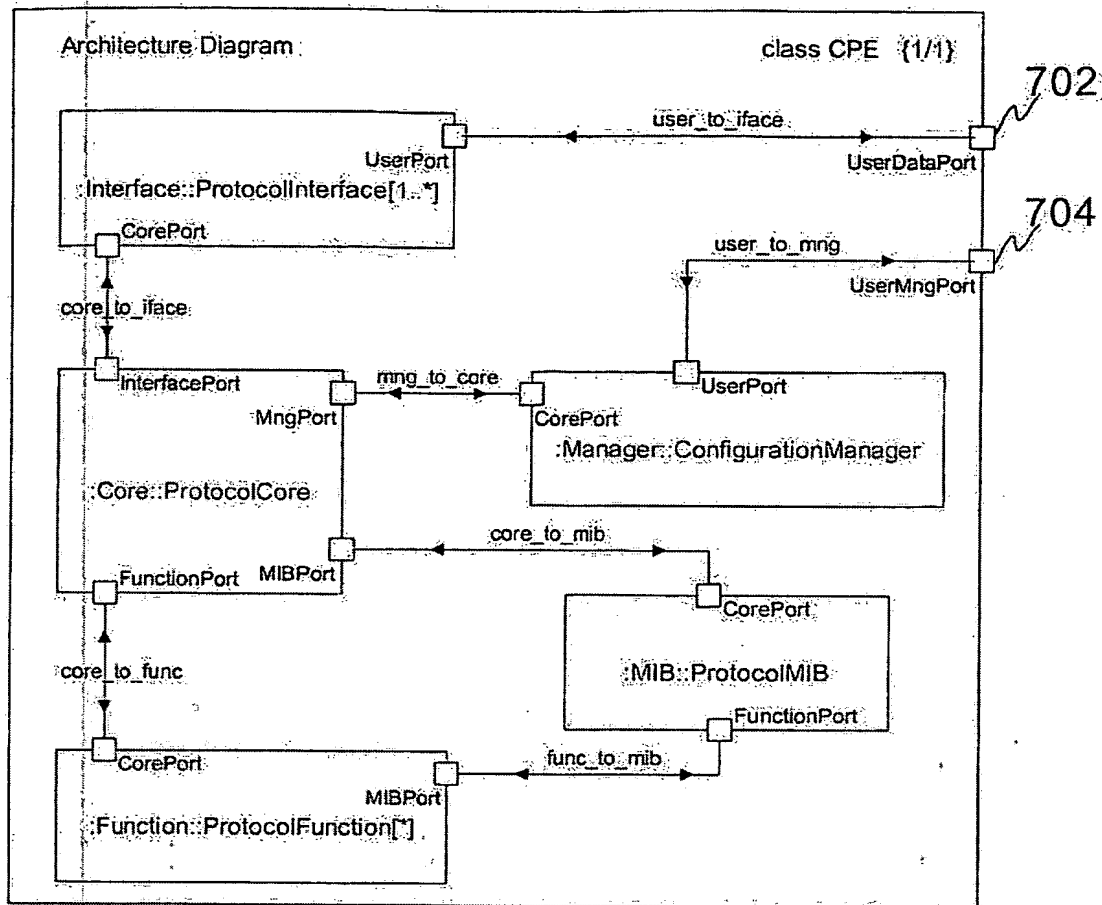 Architecture Diagram
class CPE {1/1}
702
user_to_iface
UserPort
UserDataPort
:Interface::ProtocolInterface[1..*]
704
CorePort
user_to_mng
UserMngPort
core_to_iface
InterfacePort
mng_to_core
UserPort
MngPort
CorePort
:Manager::ConfigurationManager
:Core::ProtocolCore
core_to_mib
FunctionPort
MIBPort
CorePort
core_to_func
:MIB::ProtocolMIB
FunctionPort
CorePort
func_to_mib
MIBPort
:Function::ProtocolFunction[*]